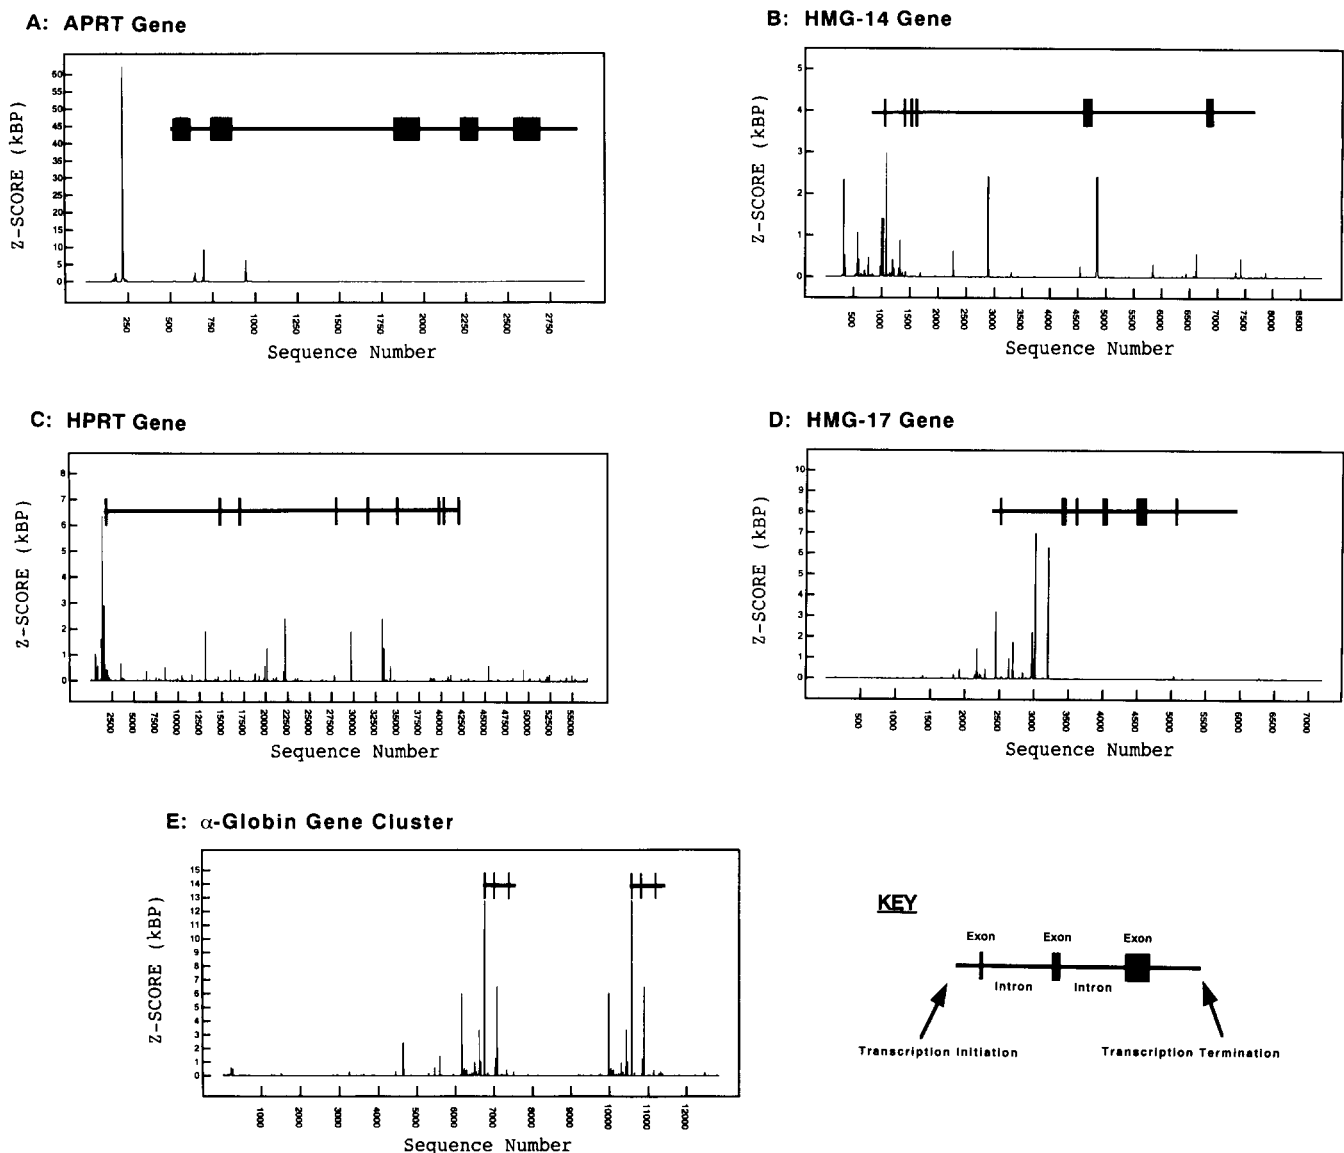 A: APRT Gene
Z-SCORE (kBP)
60
55
50
45
40
35
30
25
20
15
10
5
0
250 500 750 1000 1250 1500 1750 2000 2250 2500 2750
Sequence Number
B: HMG-14 Gene
Z-SCORE (kBP)
5
4
3
2
1
0
500 1000 1500 2000 2500 3000 3500 4000 4500 5000 5500 6000 6500 7000 7500 8000 8500
Sequence Number
C: HPRT Gene
Z-SCORE (kBP)
8
7
6
5
4
3
2
1
0
2500 5000 7500 10000 12500 15000 17500 20000 22500 25000 27500 30000 32500 35000 37500 40000 42500 45000 47500 50000 52500 55000
Sequence Number
D: HMG-17 Gene
Z-SCORE (kBP)
10
9
8
7
6
5
4
3
2
1
0
500 1000 1500 2000 2500 3000 3500 4000 4500 5000 5500 6000 6500 7000
Sequence Number
E: α-Globin Gene Cluster
Z-SCORE (kBP)
15
14
13
12
11
10
9
8
7
6
5
4
3
2
1
0
1000 2000 3000 4000 5000 6000 7000 8000 9000 10000 11000 12000
Sequence Number
KEY
Exon Exon Exon
Intron Intron
Transcription Initiation Transcription Termination